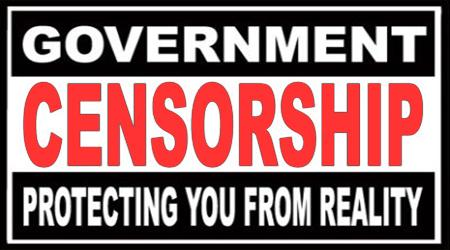 GOVERNMENT
CENSORSHIP
PROTECTING YOU FROM REALITY